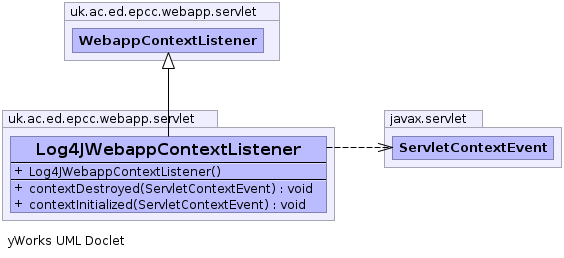 uk.ac.ed.epcc.webapp.servlet
WebappContextListener
uk.ac.ed.epcc.webapp.servlet
Log4JWebappContextListener
+ Log4JWebappContextListener()
+ contextDestroyed(ServletContextEvent) : void
+ contextInitialized(ServletContextEvent) : void
javax.servlet
ServletContextEvent
yWorks UML Doclet